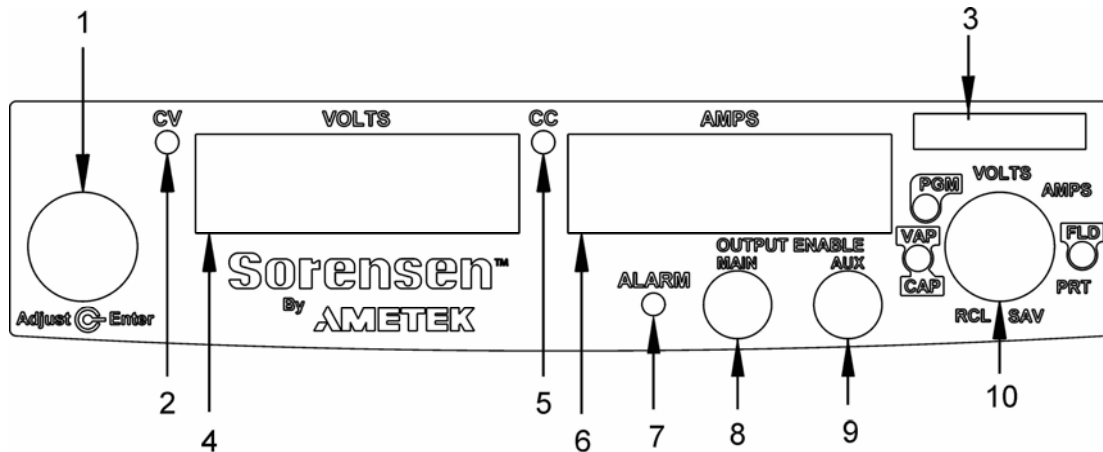 1
3
CV
VOLTS
CC
AMPS
VOLTS
PGM
AMPS
VAP
FLD
OUTPUT ENABLE
MAIN
AUX
Sorensen™
ALARM
CAP
PRT
By AMETEK
Adjust Enter
RCL SAV
2
4
5
6
7
8
9
10